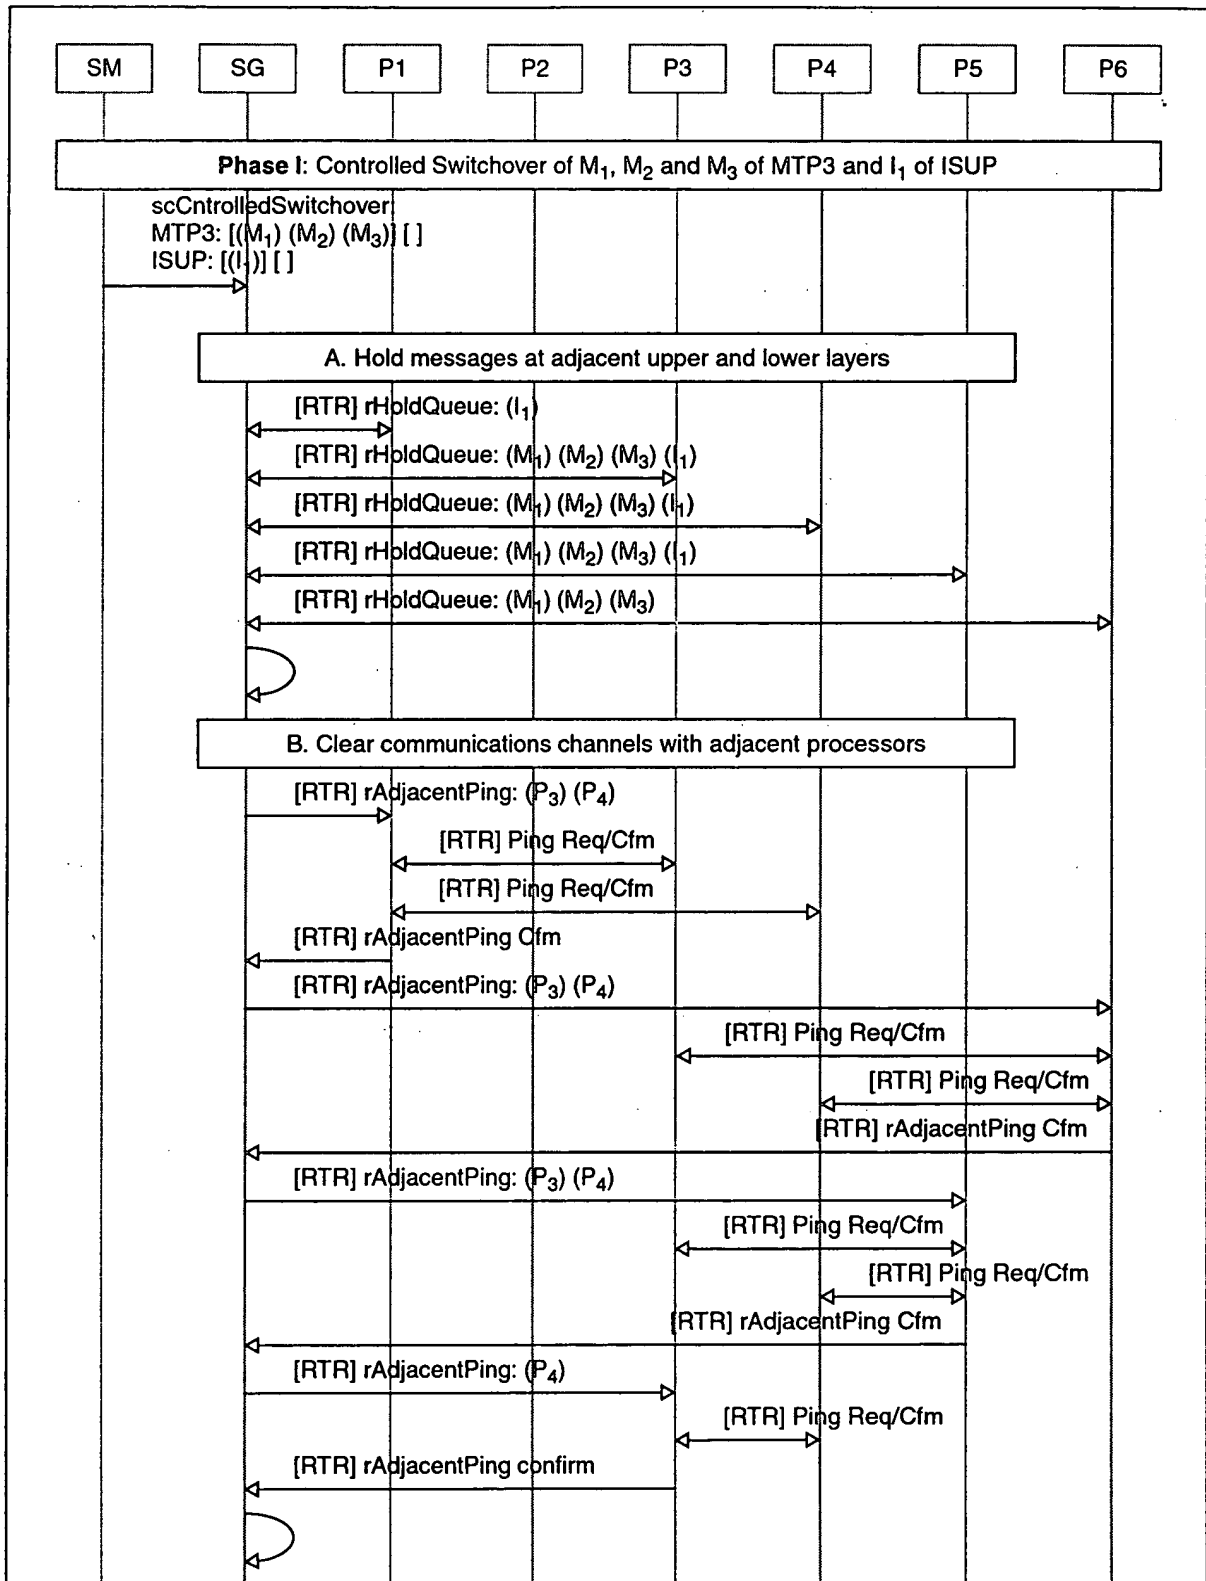 SM SG P1 P2 P3 P4 P5 P6
Phase I: Controlled Switchover of M1, M2 and M3 of MTP3 and I1 of ISUP
scCntrolledSwitchover
MTP3: [(M1) (M2) (M3)] [ ]
ISUP: [(I1)] [ ]
A. Hold messages at adjacent upper and lower layers
[RTR] rHoldQueue: (I1)
[RTR] rHoldQueue: (M1) (M2) (M3) (I1)
[RTR] rHoldQueue: (M1) (M2) (M3) (I1)
[RTR] rHoldQueue: (M1) (M2) (M3) (I1)
[RTR] rHoldQueue: (M1) (M2) (M3)
B. Clear communications channels with adjacent processors
[RTR] rAdjacentPing: (P3) (P4)
[RTR] Ping Req/Cfm
[RTR] Ping Req/Cfm
[RTR] rAdjacentPing Cfm
[RTR] rAdjacentPing: (P3) (P4)
[RTR] Ping Req/Cfm
[RTR] Ping Req/Cfm
[RTR] rAdjacentPing Cfm
[RTR] rAdjacentPing: (P3) (P4)
[RTR] Ping Req/Cfm
[RTR] Ping Req/Cfm
[RTR] rAdjacentPing Cfm
[RTR] rAdjacentPing: (P4)
[RTR] Ping Req/Cfm
[RTR] rAdjacentPing confirm